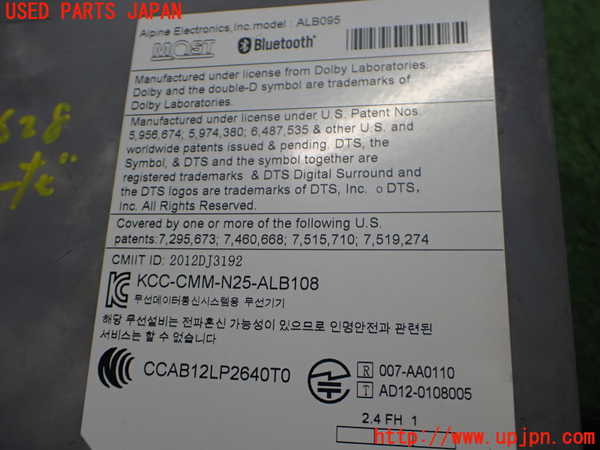 USED PARTS JAPAN
Alpine Electronics,Inc.model : ALB095
MOST Bluetooth®
Manufactured under license from Dolby Laboratories.
Dolby and the double-D symbol are trademarks of
Dolby Laboratories.
Manufactured under license under U.S. Patent Nos.
5,956,674; 5,974,380; 6,487,535 & other U.S. and
worldwide patents issued & pending. DTS, the
Symbol, & DTS and the symbol together are
registered trademarks & DTS Digital Surround and
the DTS logos are trademarks of DTS, Inc. o DTS,
Inc. All Rights Reserved.
Covered by one or more of the following U.S.
patents:7,295,673; 7,460,668; 7,515,710; 7,519,274
CMIIT ID: 2012DJ3192
KCC-CMM-N25-ALB108
무선데이터통신시스템용 무선기기
해당 무선설비는 전파혼신 가능성이 있으므로 인명안전과 관련된
서비스는 할 수 없습니다
CCAB12LP2640T0
R 007-AA0110
T AD12-0108005
2.4 FH 1
628
http://www.upjpn.com/